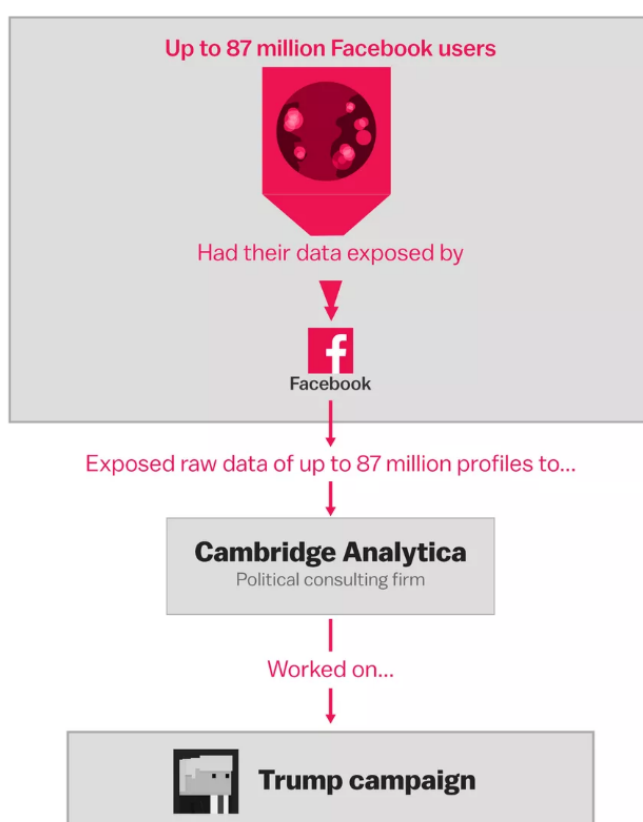 Up to 87 million Facebook users
Had their data exposed by
Facebook
Exposed raw data of up to 87 million profiles to...
Cambridge Analytica
Political consulting firm
Worked on...
Trump campaign